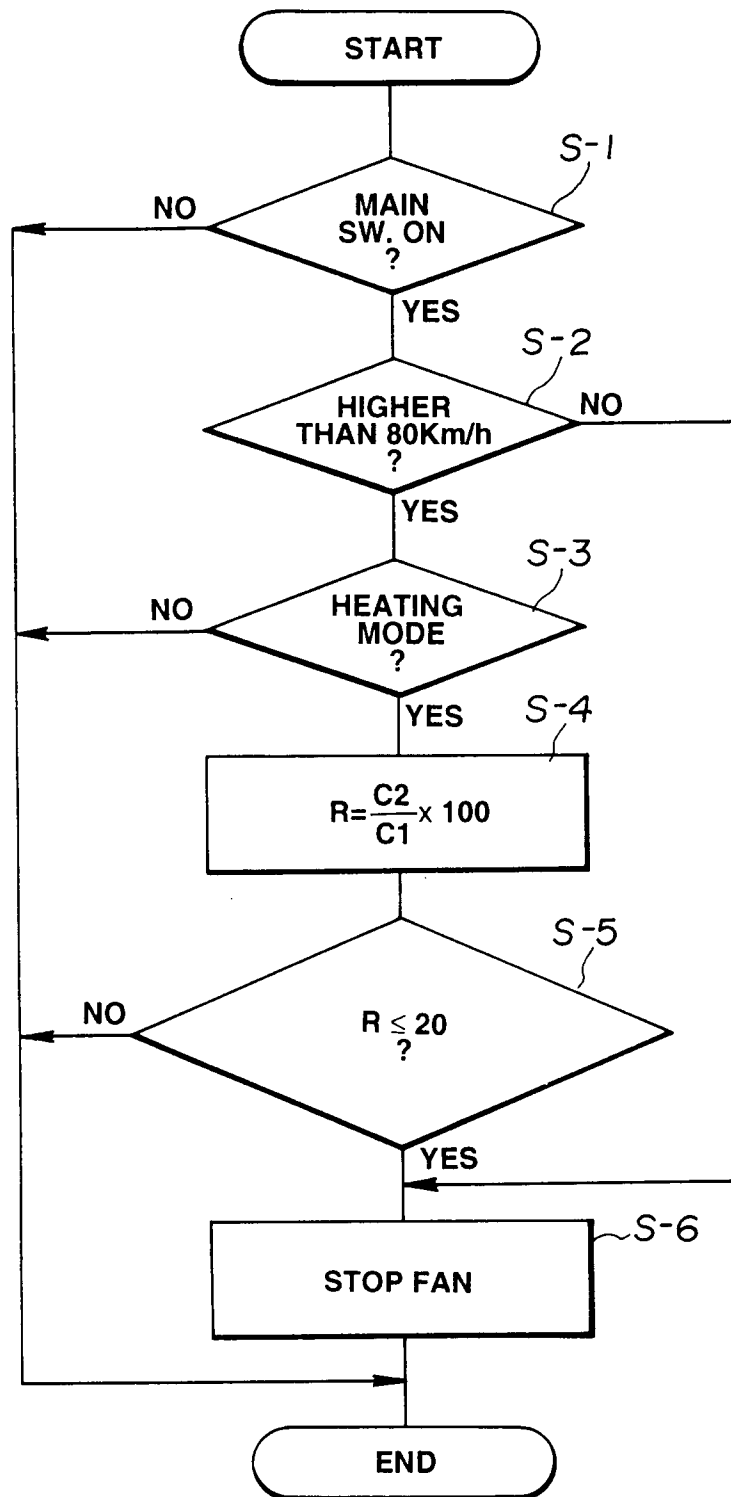 START
S-1
NO
MAIN
SW. ON
?
YES
S-2
HIGHER
THAN 80Km/h
?
NO
YES
S-3
NO
HEATING
MODE
?
YES
S-4
R= C2/C1 x 100
S-5
NO
R ≤ 20
?
YES
S-6
STOP FAN
END